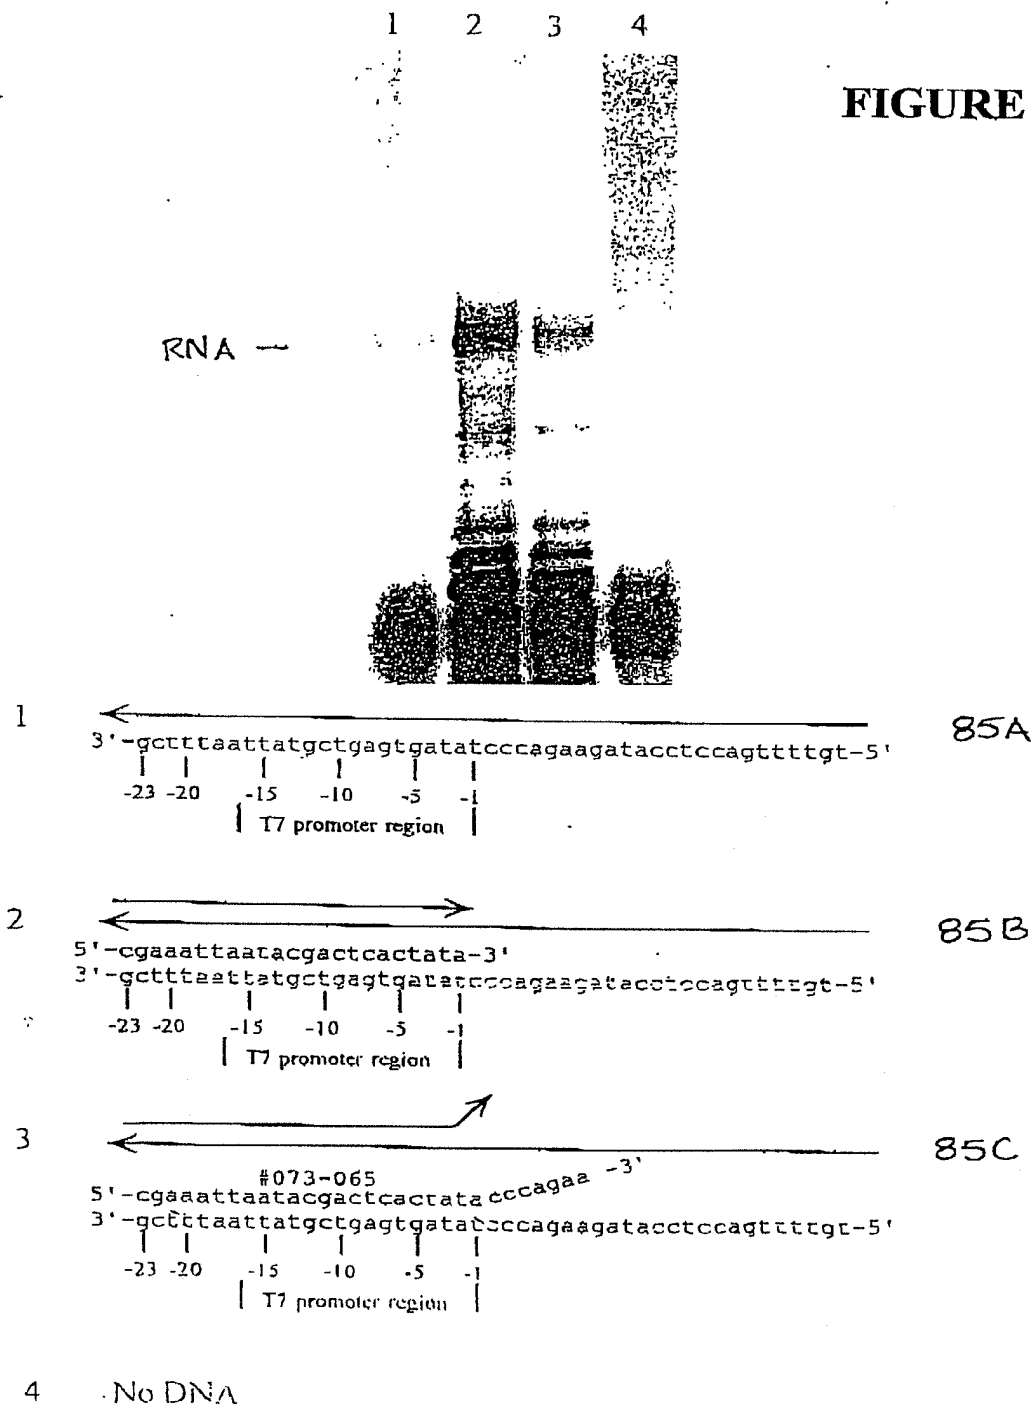 1 2 3 4
FIGURE
RNA —
1
85A
3'-gctttaattatgctgagtgatatcccagaagatacctccagttttgt-5'
-23 -20 -15 -10 -5 -1
T7 promoter region
2
85B
5'-cgaaattaatacgactcactata-3'
3'-gctttaattatgctgagtgatatcccagaagatacctccagttttgt-5'
-23 -20 -15 -10 -5 -1
T7 promoter region
3
85C
#073-065
5'-cgaaattaatacgactcactata cccagaa -3'
3'-gctttaattatgctgagtgatatcccagaagatacctccagttttgt-5'
-23 -20 -15 -10 -5 -1
T7 promoter region
4 No DNA